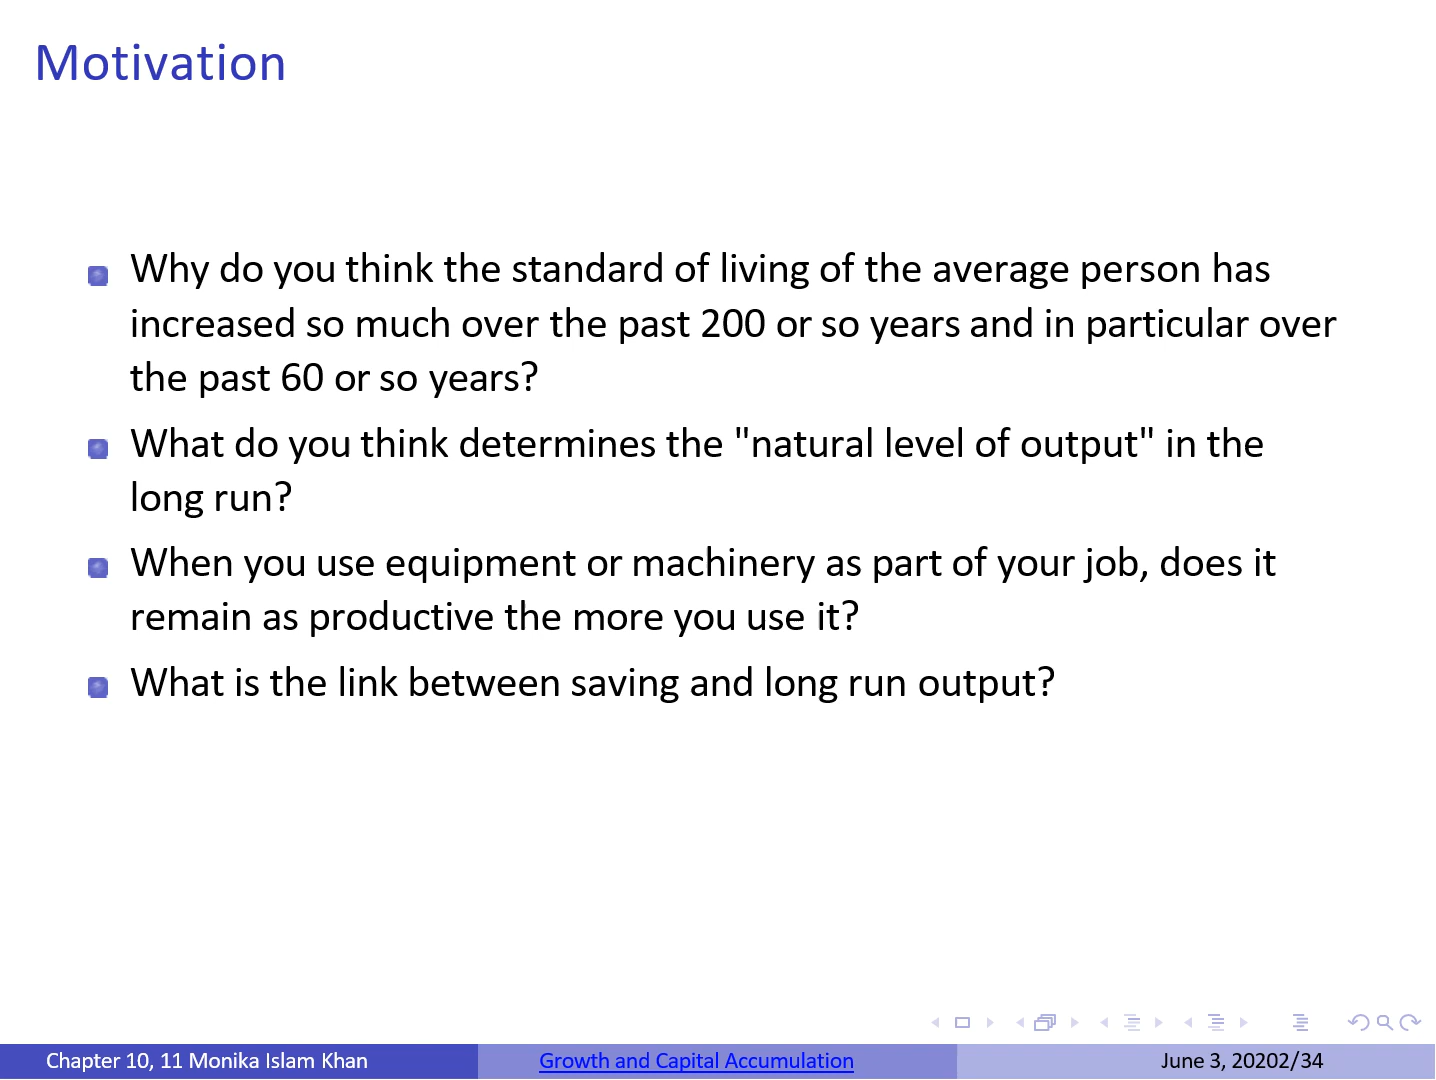 Motivation
Why do you think the standard of living of the average person has
increased so much over the past 200 or so years and in particular over
the past 60 or so years?
What do you think determines the "natural level of output" in the
long run?
When you use equipment or machinery as part of your job, does it
remain as productive the more you use it?
What is the link between saving and long run output?
Chapter 10, 11 Monika Islam Khan
Growth and Capital Accumulation
June 3, 20202/34